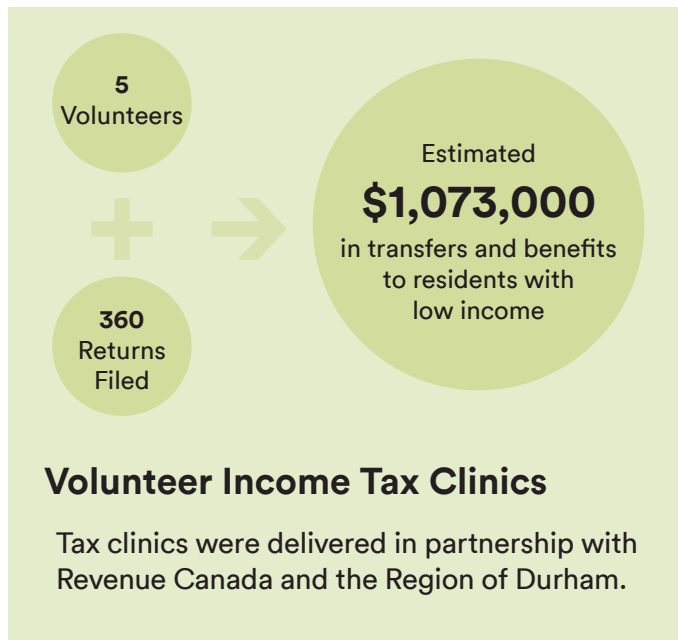 5
Volunteers
360
Returns
Filed
Estimated
$1,073,000
in transfers and benefits
to residents with
low income
Volunteer Income Tax Clinics
Tax clinics were delivered in partnership with
Revenue Canada and the Region of Durham.